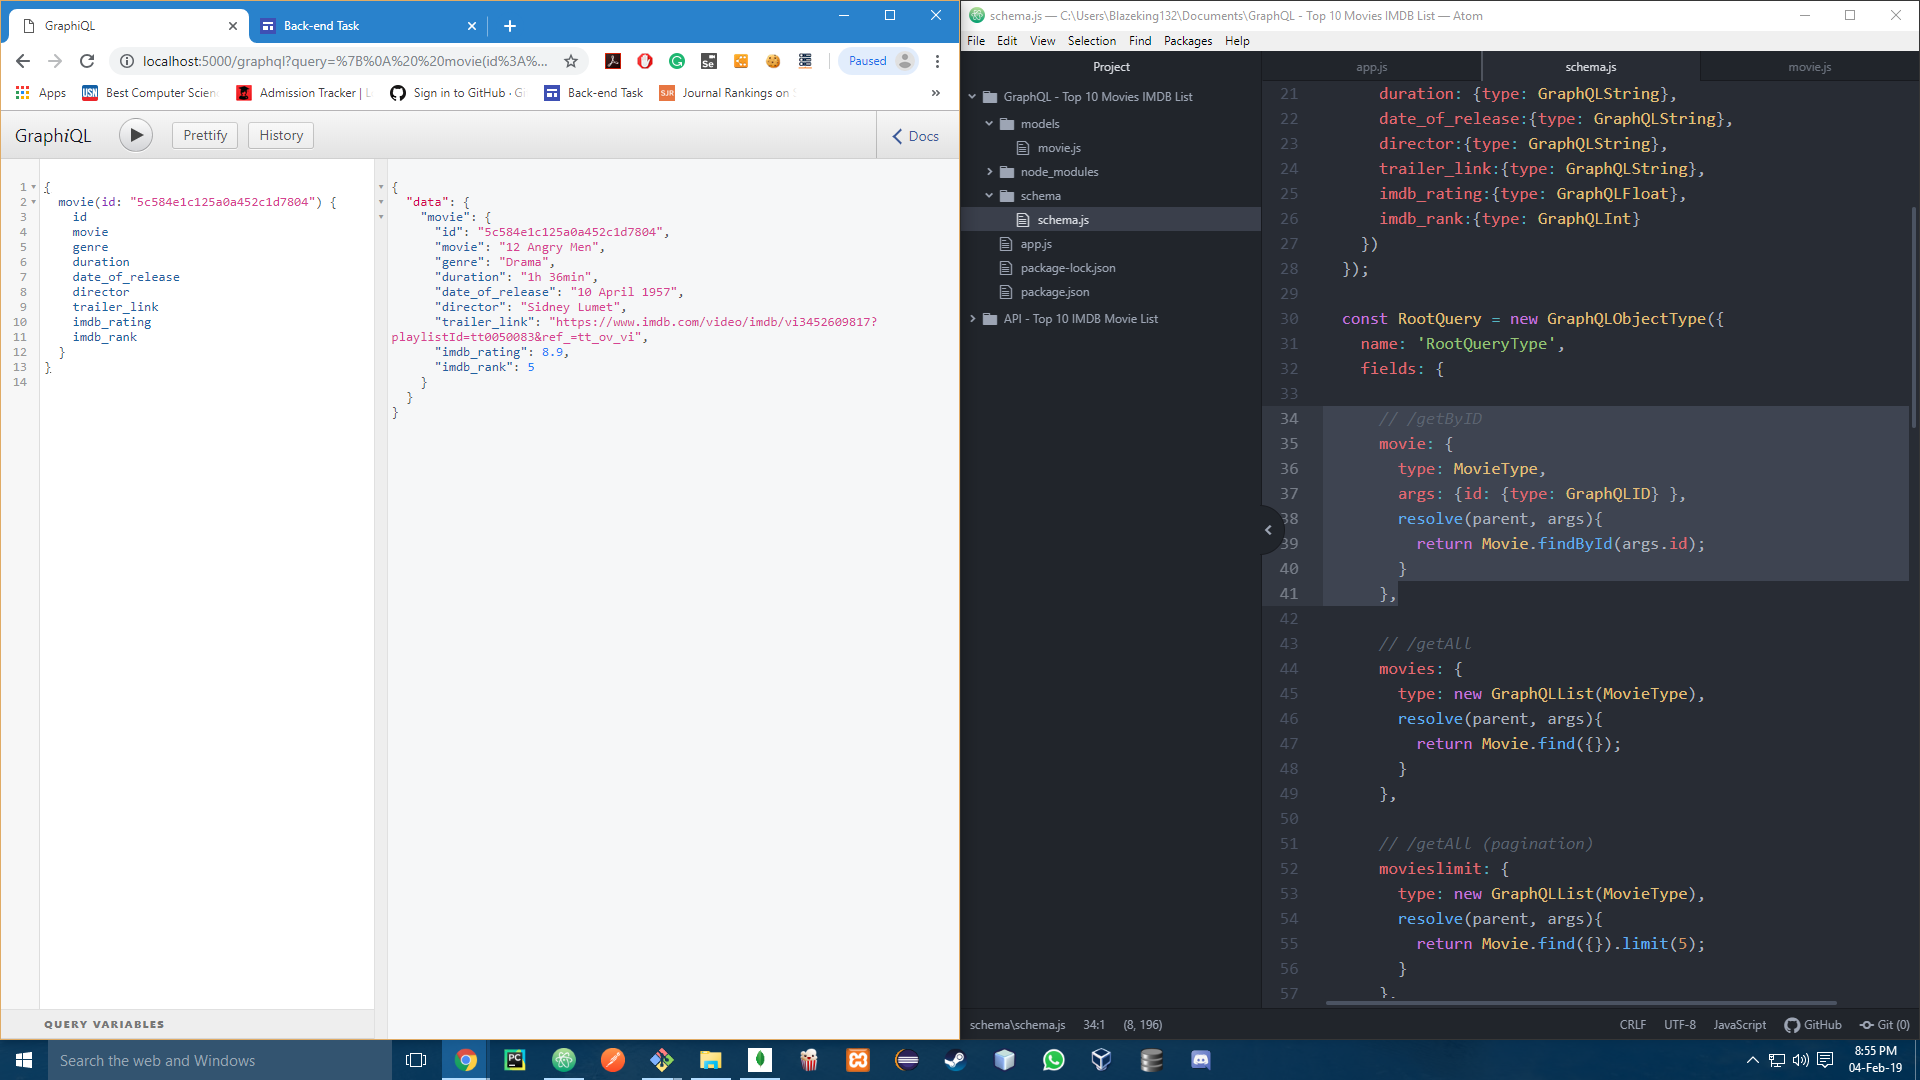 GraphiQL
Back-end Task
localhost:5000/graphql?query=%7B%0A%20%20movie(id%3A%...
Paused
Apps
Best Computer Scien
Admission Tracker |
Sign in to GitHub · Gi
Back-end Task
Journal Rankings on
»
GraphiQL
Prettify
History
Docs
1 {
2 movie(id: "5c584e1c125a0a452c1d7804") {
3 id
4 movie
5 genre
6 duration
7 date_of_release
8 director
9 trailer_link
10 imdb_rating
11 imdb_rank
12 }
13 }
14
{
"data": {
"movie": {
"id": "5c584e1c125a0a452c1d7804",
"movie": "12 Angry Men",
"genre": "Drama",
"duration": "1h 36min",
"date_of_release": "10 April 1957",
"director": "Sidney Lumet",
"trailer_link": "https://www.imdb.com/video/imdb/vi3452609817?
playlistId=tt0050083&ref_=tt_ov_vi",
"imdb_rating": 8.9,
"imdb_rank": 5
}
}
}
QUERY VARIABLES
schema.js — C:\Users\Blazeking132\Documents\GraphQL - Top 10 Movies IMDB List — Atom
File Edit View Selection Find Packages Help
Project
GraphQL - Top 10 Movies IMDB List
models
movie.js
node_modules
schema
schema.js
app.js
package-lock.json
package.json
API - Top 10 IMDB Movie List
app.js
schema.js
movie.js
21 duration: {type: GraphQLString},
22 date_of_release:{type: GraphQLString},
23 director:{type: GraphQLString},
24 trailer_link:{type: GraphQLString},
25 imdb_rating:{type: GraphQLFloat},
26 imdb_rank:{type: GraphQLInt}
27 })
28 });
29
30 const RootQuery = new GraphQLObjectType({
31 name: 'RootQueryType',
32 fields: {
33
34 // /getByID
35 movie: {
36 type: MovieType,
37 args: {id: {type: GraphQLID} },
38 resolve(parent, args){
39 return Movie.findById(args.id);
40 }
41 },
42
43 // /getAll
44 movies: {
45 type: new GraphQLList(MovieType),
46 resolve(parent, args){
47 return Movie.find({});
48 }
49 },
50
51 // /getAll (pagination)
52 movieslimit: {
53 type: new GraphQLList(MovieType),
54 resolve(parent, args){
55 return Movie.find({}).limit(5);
56 }
57 },
schema\schema.js 34:1 (8, 196)
CRLF UTF-8 JavaScript GitHub Git (0)
Search the web and Windows
8:55 PM
04-Feb-19